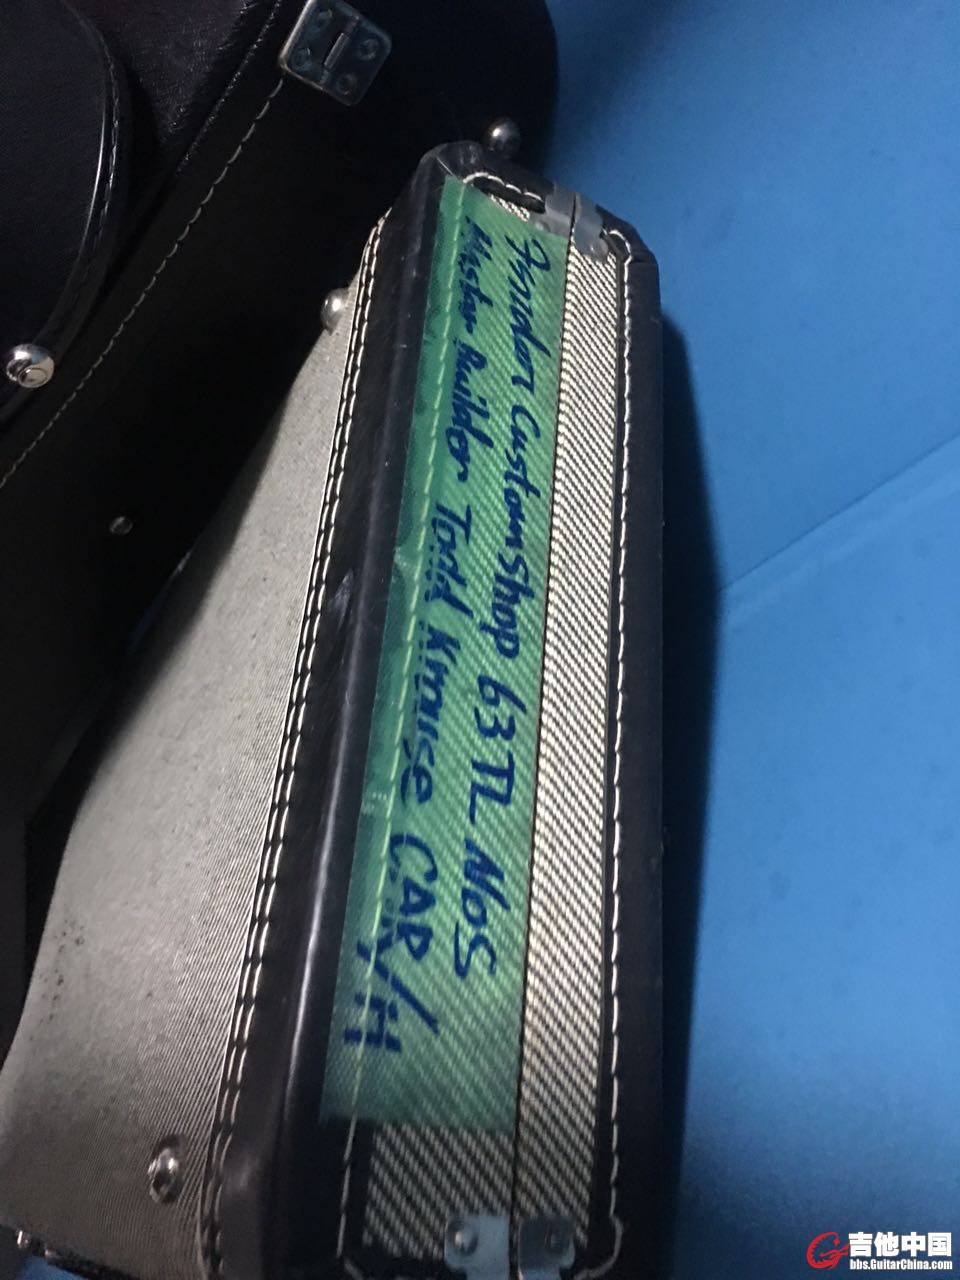 Fender Custom Shop 63 TL NOS
Master Builder Todd Krause CAR/H
吉他中国
bbs.GuitarChina.com